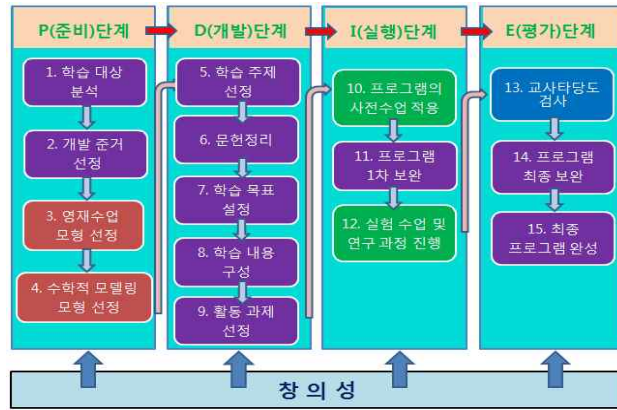 P(준비)단계
1. 학습 대상
분석
2. 개발 준거
선정
3. 영재수업
모형 선정
4. 수학적 모델링
모형 선정
D(개발)단계
5. 학습 주제
선정
6. 문헌정리
7. 학습 목표
설정
8. 학습 내용
구성
9. 활동 과제
선정
I(실행)단계
10. 프로그램의
사전수업 적용
11. 프로그램
1차 보완
12. 실험 수업 및
연구 과정 진행
E(평가)단계
13. 교사타당도
검사
14. 프로그램
최종 보완
15. 최종
프로그램 완성
창 의 성